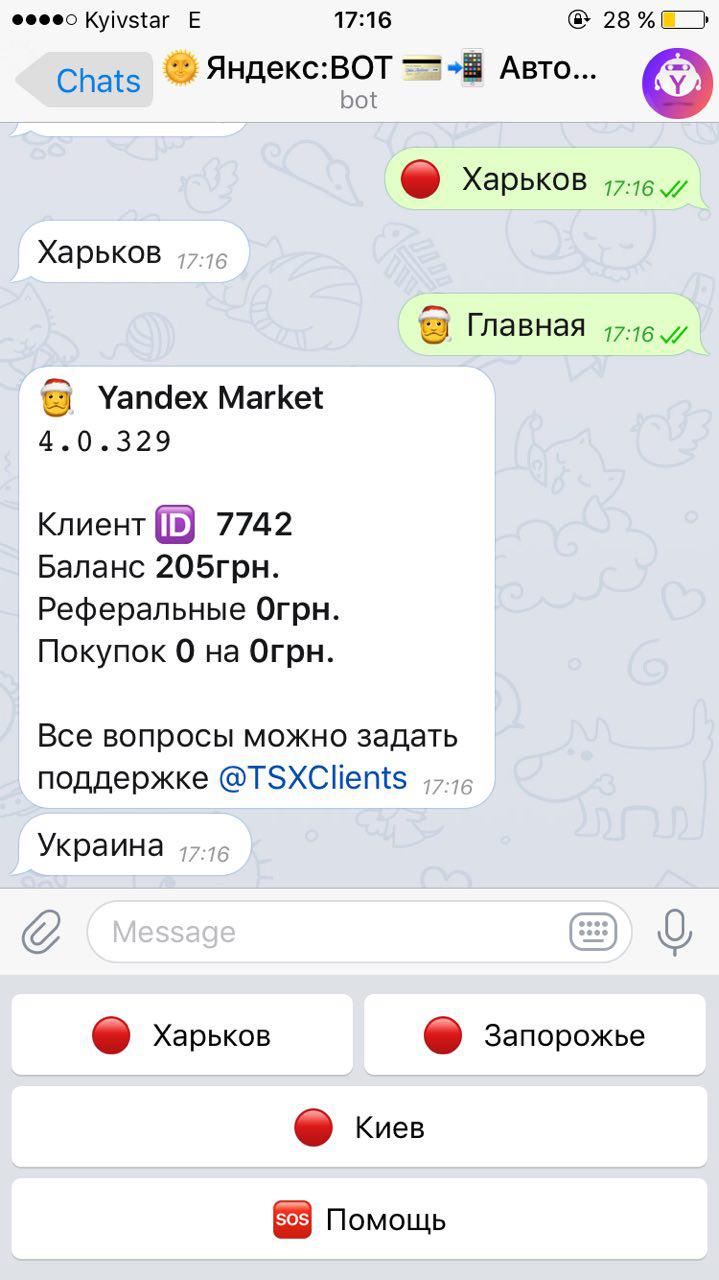 Kyivstar E 17:16 28 %
Chats
Яндекс:BOT Авто...
bot
Харьков 17:16
Харьков 17:16
Главная 17:16
Yandex Market
4.0.329
Клиент ID 7742
Баланс 205грн.
Реферальные 0грн.
Покупок 0 на 0грн.
Все вопросы можно задать
поддержке @TSXClients 17:16
Украина 17:16
Message
Харьков
Запорожье
Киев
SOS Помощь